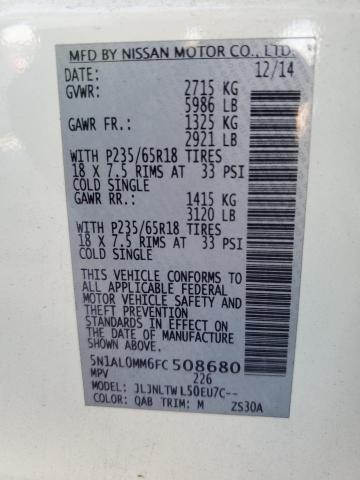 MFD BY NISSAN MOTOR CO., LTD.
DATE: 12/14
GVWR: 2715 KG
5986 LB
GAWR FR.: 1325 KG
2921 LB
WITH P235/65R18 TIRES
18 X 7.5 RIMS AT 33 PSI
COLD SINGLE
GAWR RR.: 1415 KG
3120 LB
WITH P235/65R18 TIRES
18 X 7.5 RIMS AT 33 PSI
COLD SINGLE
THIS VEHICLE CONFORMS TO
ALL APPLICABLE FEDERAL
MOTOR VEHICLE SAFETY AND
THEFT PREVENTION
STANDARDS IN EFFECT ON
THE DATE OF MANUFACTURE
SHOWN ABOVE.
5N1AL0MM6FC508680
MPV 226
MODEL: JLJNLTWL50EU7C--
COLOR: QAB TRIM: M ZS30A